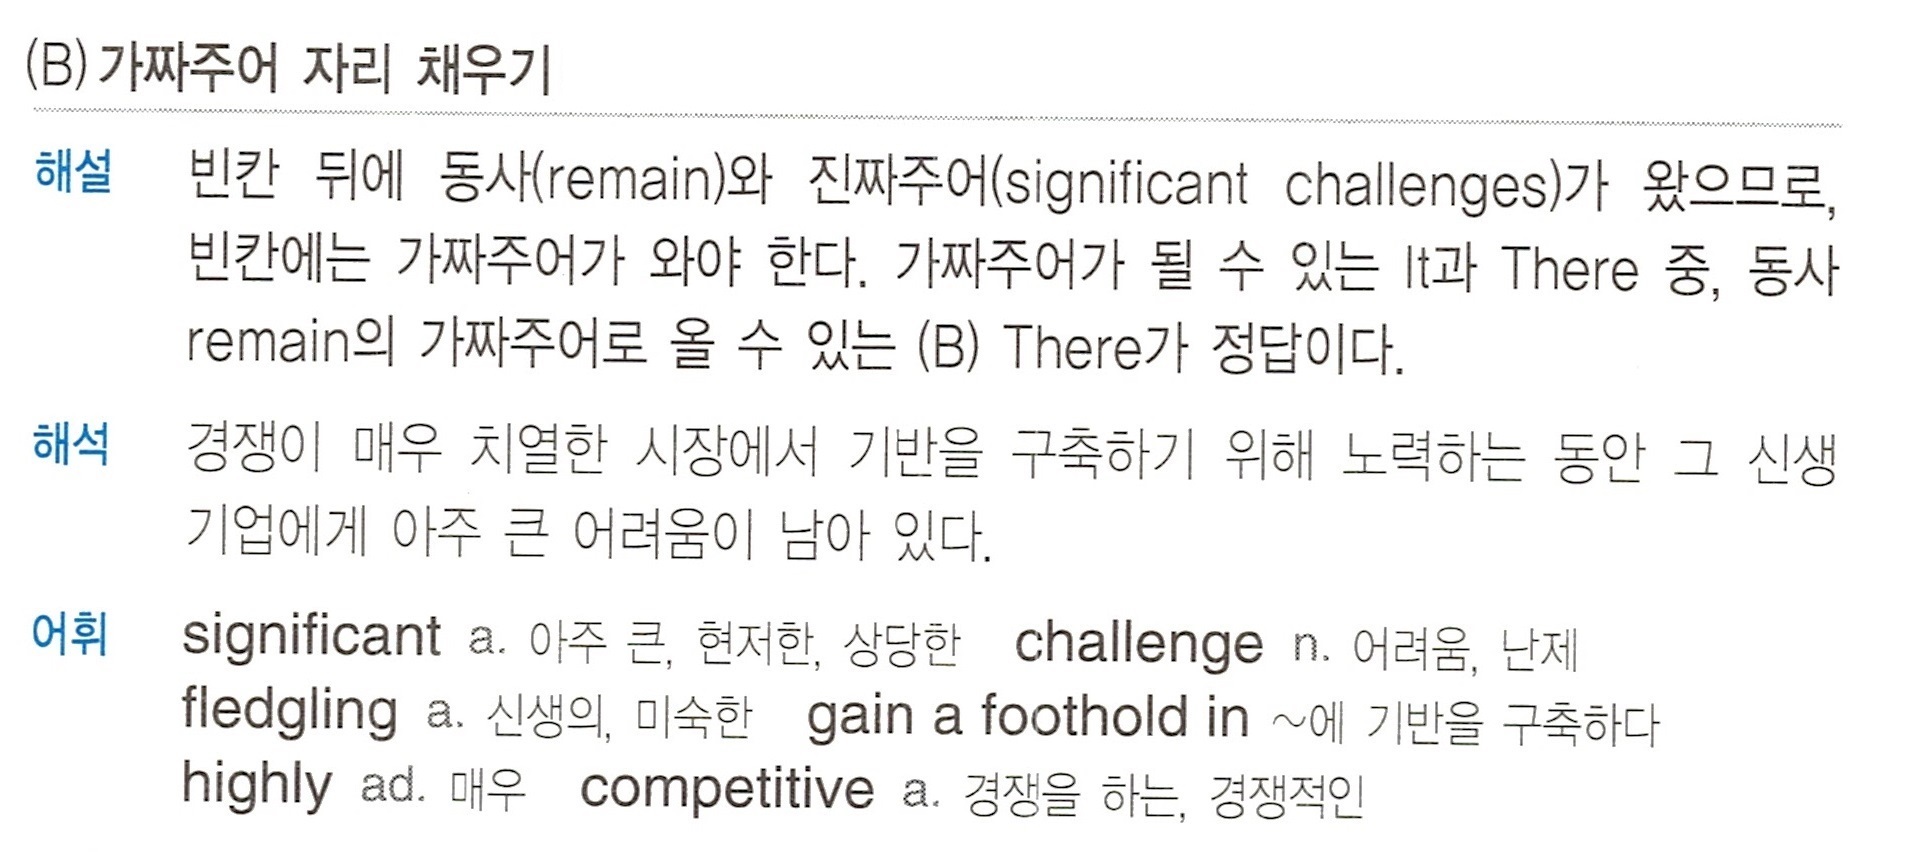 (B) 가짜주어 자리 채우기
해설 빈칸 뒤에 동사(remain)와 진짜주어(significant challenges)가 왔으므로,
빈칸에는 가짜주어가 와야 한다. 가짜주어가 될 수 있는 It과 There 중, 동사
remain의 가짜주어로 올 수 있는 (B) There가 정답이다.
해석 경쟁이 매우 치열한 시장에서 기반을 구축하기 위해 노력하는 동안 그 신생
기업에게 아주 큰 어려움이 남아 있다.
어휘 significant a. 아주 큰, 현저한, 상당한 challenge n. 어려움, 난제
fledgling a. 신생의, 미숙한 gain a foothold in ~에 기반을 구축하다
highly ad. 매우 competitive a. 경쟁을 하는, 경쟁적인